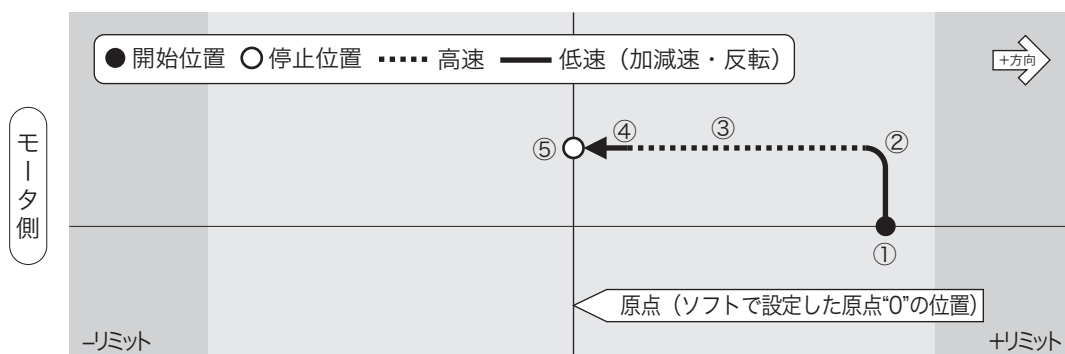 ●開始位置 ○停止位置 ····· 高速 ── 低速（加減速・反転）
+方向
モータ側
⑤
④
③
②
①
原点（ソフトで設定した原点“0”の位置）
−リミット
+リミット